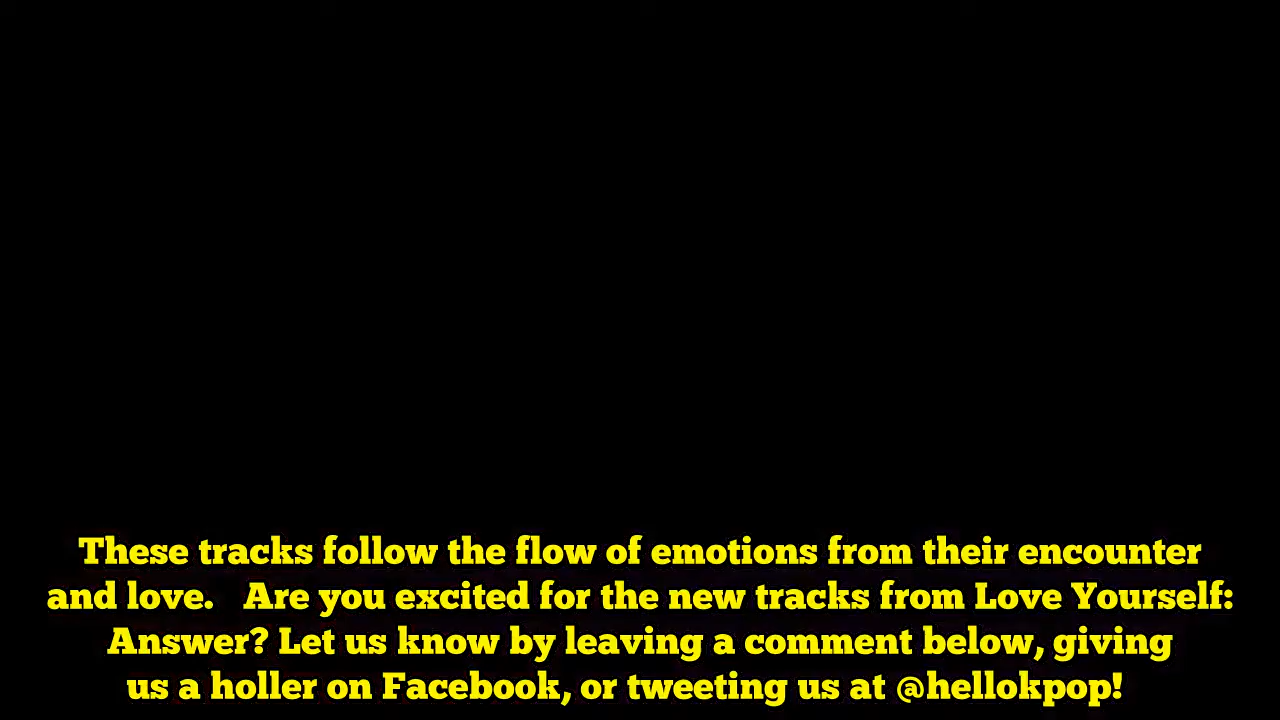 These tracks follow the flow of emotions from their encounter
and love.   Are you excited for the new tracks from Love Yourself:
Answer? Let us know by leaving a comment below, giving
us a holler on Facebook, or tweeting us at @hellokpop!